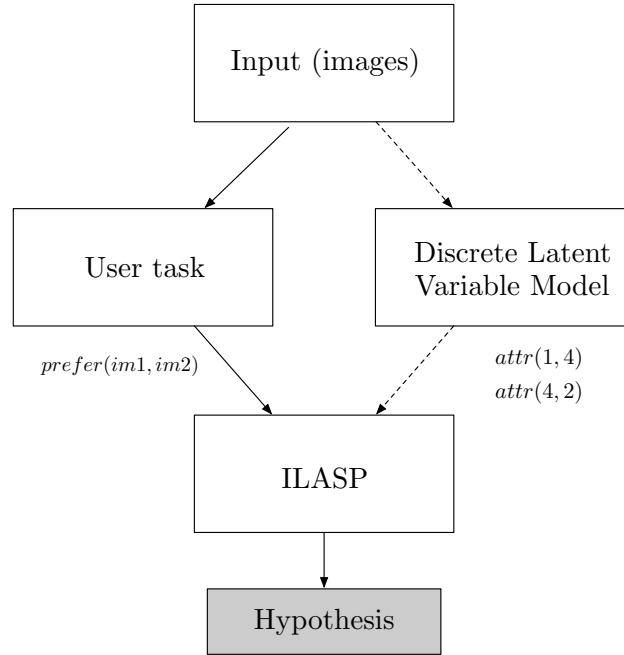 Input (images)
User task
Discrete Latent
Variable Model
prefer(im1, im2)
attr(1, 4)
attr(4, 2)
ILASP
Hypothesis